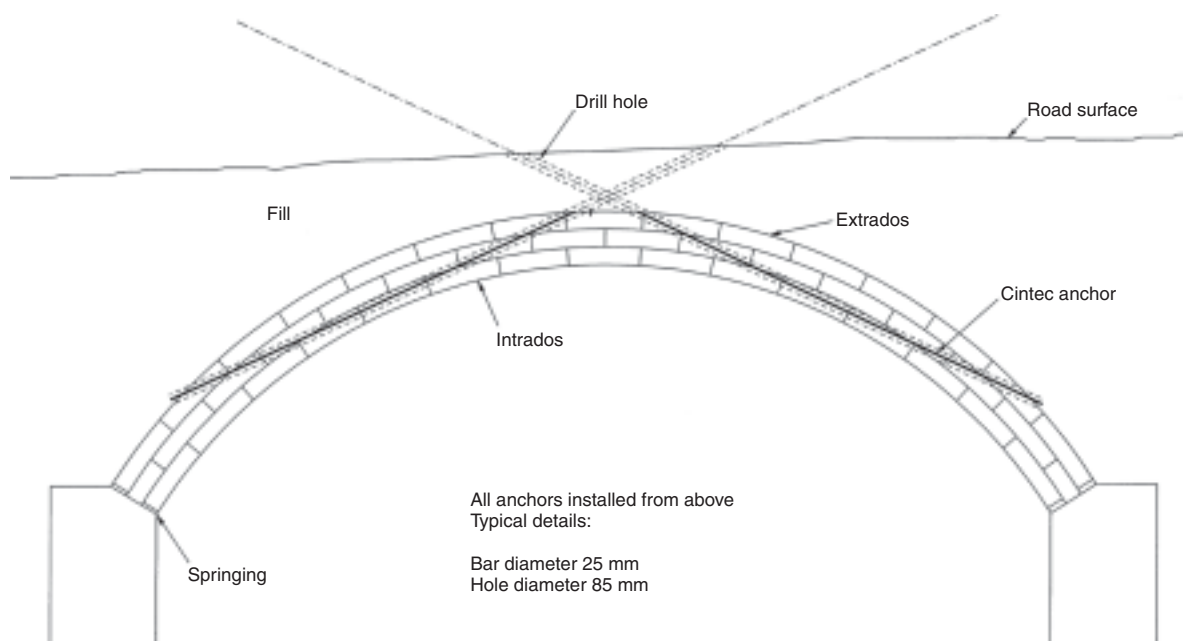 Drill hole
Road surface
Fill
Extrados
Cintec anchor
Intrados
All anchors installed from above
Typical details:
Bar diameter 25 mm
Hole diameter 85 mm
Springing